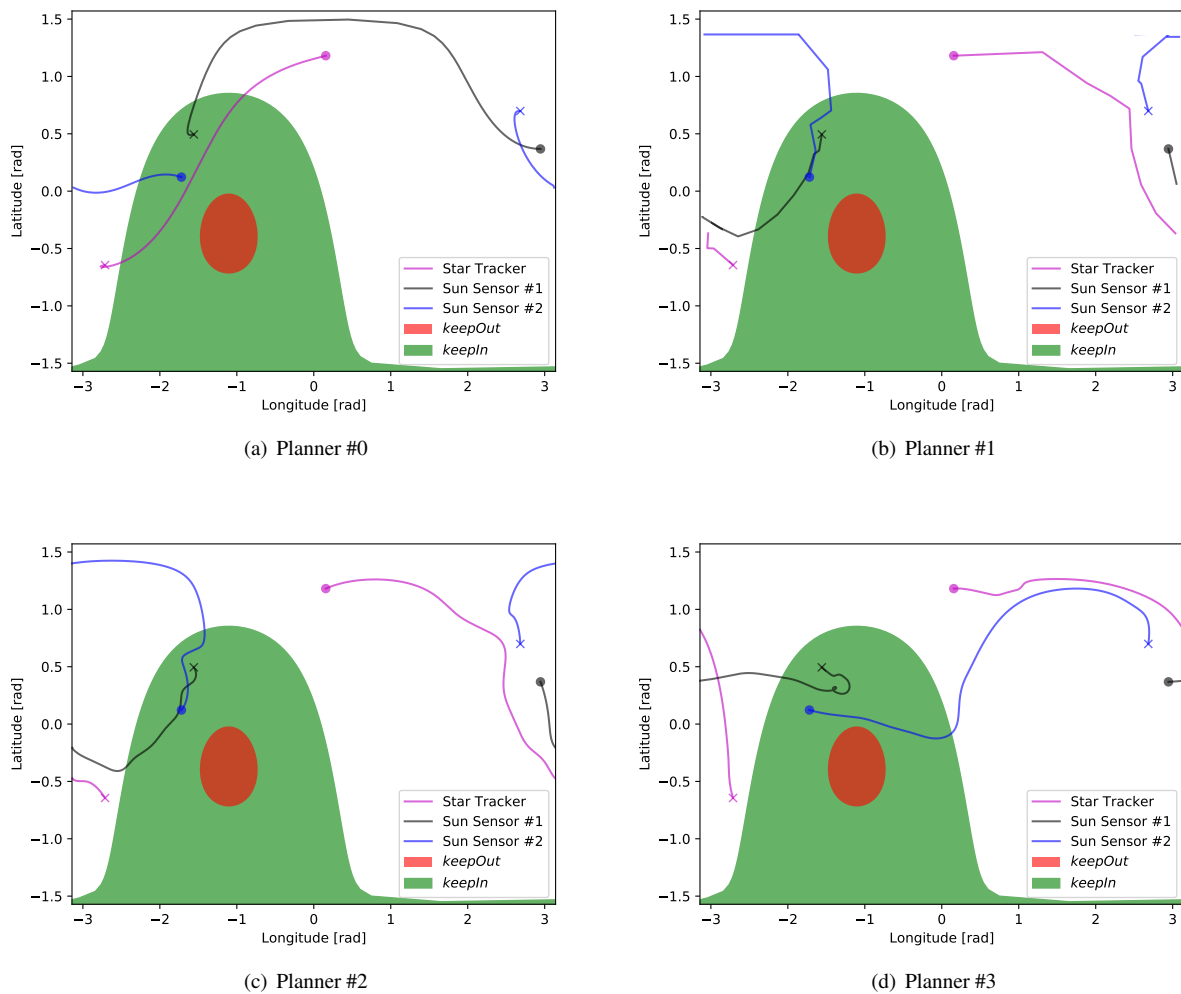 1.5
1.0
0.5
0.0
−0.5
−1.0
−1.5
Latitude [rad]
−3 −2 −1 0 1 2 3
Longitude [rad]
Star Tracker
Sun Sensor #1
Sun Sensor #2
keepOut
keepIn
(a) Planner #0
1.5
1.0
0.5
0.0
−0.5
−1.0
−1.5
Latitude [rad]
−3 −2 −1 0 1 2 3
Longitude [rad]
Star Tracker
Sun Sensor #1
Sun Sensor #2
keepOut
keepIn
(b) Planner #1
1.5
1.0
0.5
0.0
−0.5
−1.0
−1.5
Latitude [rad]
−3 −2 −1 0 1 2 3
Longitude [rad]
Star Tracker
Sun Sensor #1
Sun Sensor #2
keepOut
keepIn
(c) Planner #2
1.5
1.0
0.5
0.0
−0.5
−1.0
−1.5
Latitude [rad]
−3 −2 −1 0 1 2 3
Longitude [rad]
Star Tracker
Sun Sensor #1
Sun Sensor #2
keepOut
keepIn
(d) Planner #3